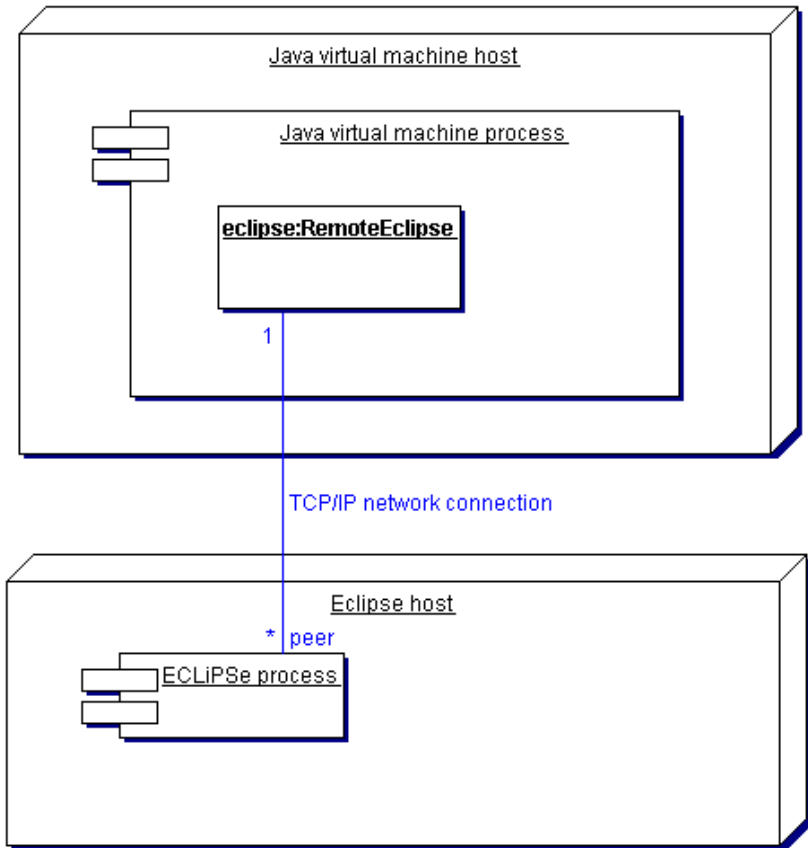 Java virtual machine host
Java virtual machine process
eclipse:RemoteEclipse
1
TCP/IP network connection
Eclipse host
* peer
ECLiPSe process